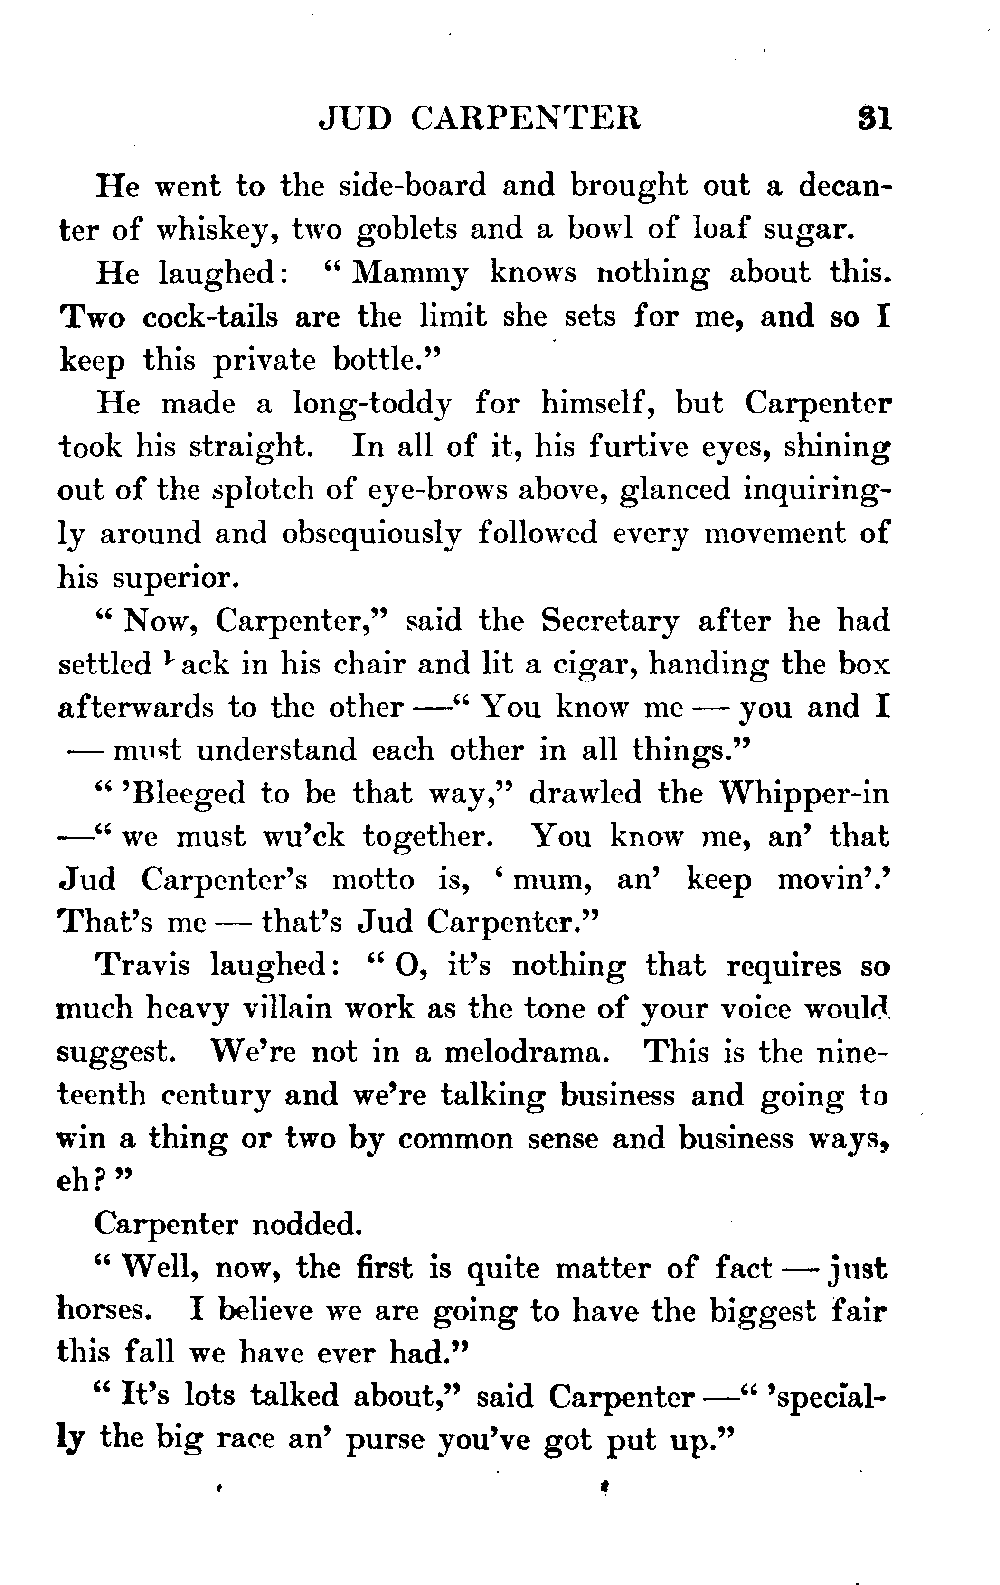 JUD CARPENTER 31
He went to the side-board and brought out a decan-
ter of whiskey, two goblets and a bowl of loaf sugar.
He laughed: “ Mammy knows nothing about this.
Two cock-tails are the limit she sets for me, and so I
keep this private bottle.”
He made a long-toddy for himself, but Carpenter
took his straight. In all of it, his furtive eyes, shining
out of the splotch of eye-brows above, glanced inquiring-
ly around and obsequiously followed every movement of
his superior.
“ Now, Carpenter,” said the Secretary after he had
settled back in his chair and lit a cigar, handing the box
afterwards to the other —“ You know me — you and I
— must understand each other in all things.”
“ ’Bleeged to be that way,” drawled the Whipper-in
—“ we must wu’ck together. You know me, an’ that
Jud Carpenter’s motto is, ‘ mum, an’ keep movin’.’
That’s me — that’s Jud Carpenter.”
Travis laughed: “ O, it’s nothing that requires so
much heavy villain work as the tone of your voice would
suggest. We’re not in a melodrama. This is the nine-
teenth century and we’re talking business and going to
win a thing or two by common sense and business ways,
eh? ”
Carpenter nodded.
“ Well, now, the first is quite matter of fact — just
horses. I believe we are going to have the biggest fair
this fall we have ever had.”
“ It’s lots talked about,” said Carpenter —“ ’special-
ly the big race an’ purse you’ve got put up.”